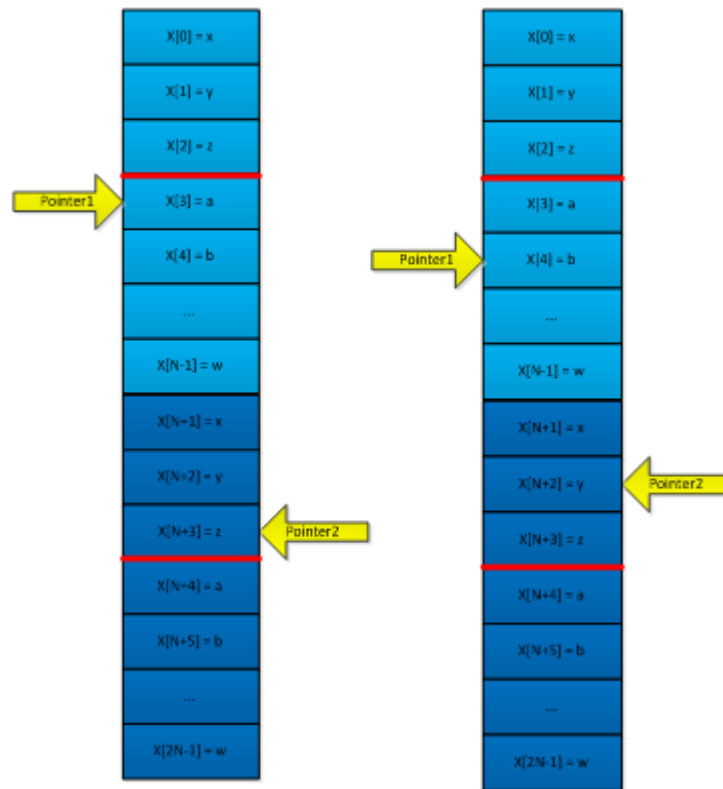 X[0] = x
X[1] = y
X[2] = z
Pointer1
X[3] = a
X[4] = b
...
X[N-1] = w
X[N+1] = x
X[N+2] = y
X[N+3] = z
Pointer2
X[N+4] = a
X[N+5] = b
...
X[2N-1] = w
X[0] = x
X[1] = y
X[2] = z
X[3] = a
Pointer1
X[4] = b
...
X[N-1] = w
X[N+1] = x
X[N+2] = y
Pointer2
X[N+3] = z
X[N+4] = a
X[N+5] = b
...
X[2N-1] = w